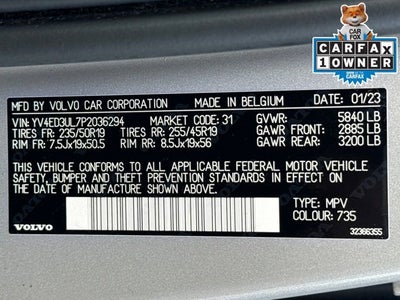 CAR
FOX
CARFAX
1 OWNER
CARFAX
MFD BY VOLVO CAR CORPORATION MADE IN BELGIUM DATE: 01/23
VIN: YV4ED3UL7P2036294 MARKET CODE: 31 GVWR: 5840 LB
TIRES FR: 235/50R19 TIRES RR: 255/45R19 GAWR FRONT: 2885 LB
RIM FR: 7.5Jx19x50.5 RIM RR: 8.5Jx19x56 GAWR REAR: 3200 LB
THIS VEHICLE CONFORMS TO ALL APPLICABLE FEDERAL MOTOR VEHICLE
SAFETY, BUMPER AND THEFT PREVENTION STANDARDS IN EFFECT ON
THE DATE OF MANUFACTURE SHOWN ABOVE.
TYPE: MPV
COLOUR: 735
VOLVO
32366355